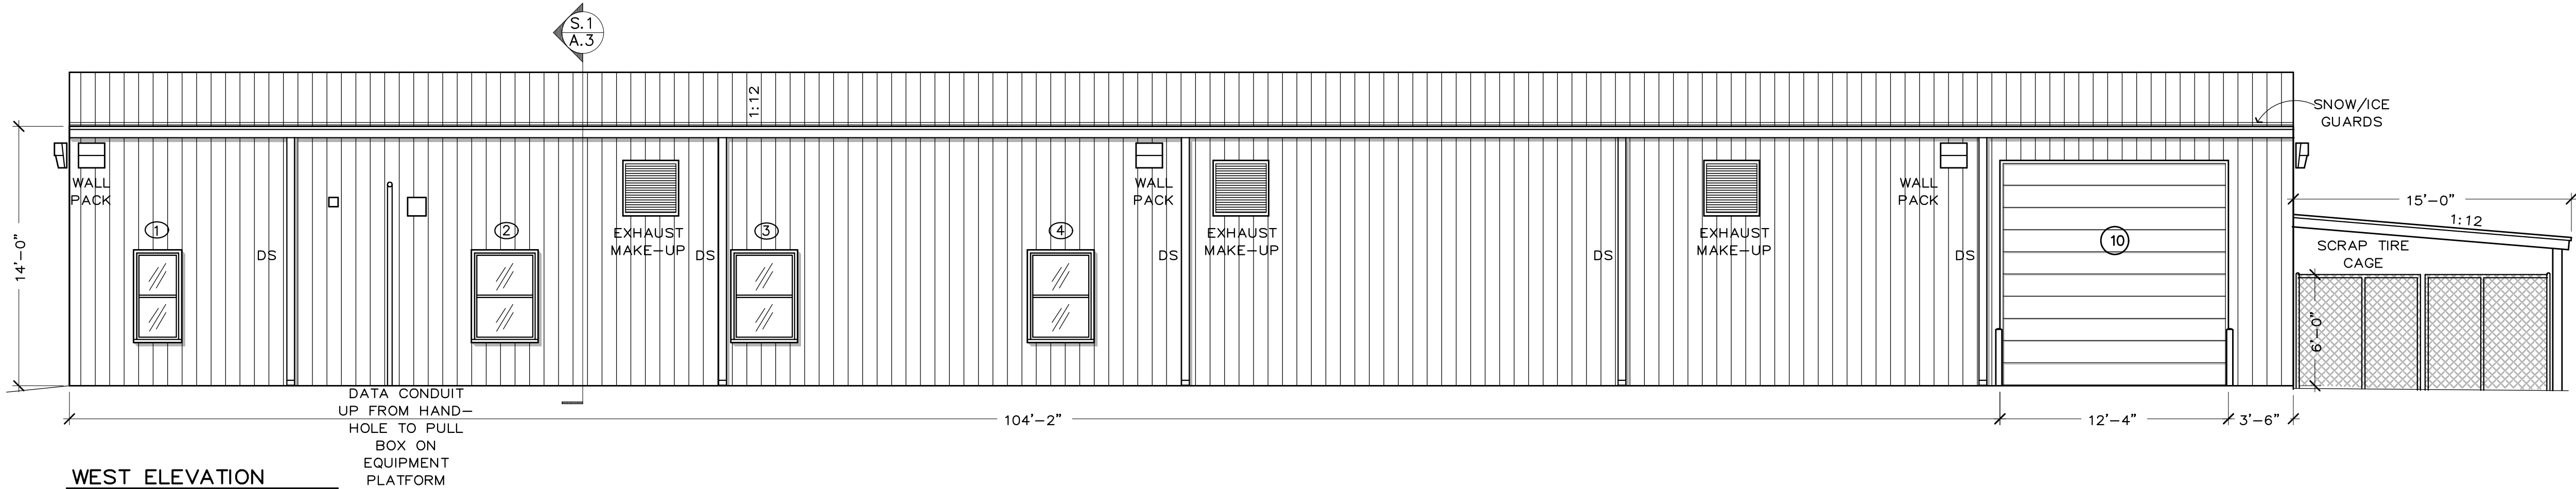 S.1
A.3
1:12
SNOW/ICE
GUARDS
14'-0"
WALL
PACK
1
DS
2
EXHAUST
MAKE-UP
DS
3
4
WALL
PACK
DS
EXHAUST
MAKE-UP
DS
EXHAUST
MAKE-UP
WALL
PACK
DS
10
15'-0"
1:12
SCRAP TIRE
CAGE
6'-0"
DATA CONDUIT
UP FROM HAND-
HOLE TO PULL
BOX ON
EQUIPMENT
PLATFORM
104'-2"
12'-4"
3'-6"
WEST ELEVATION